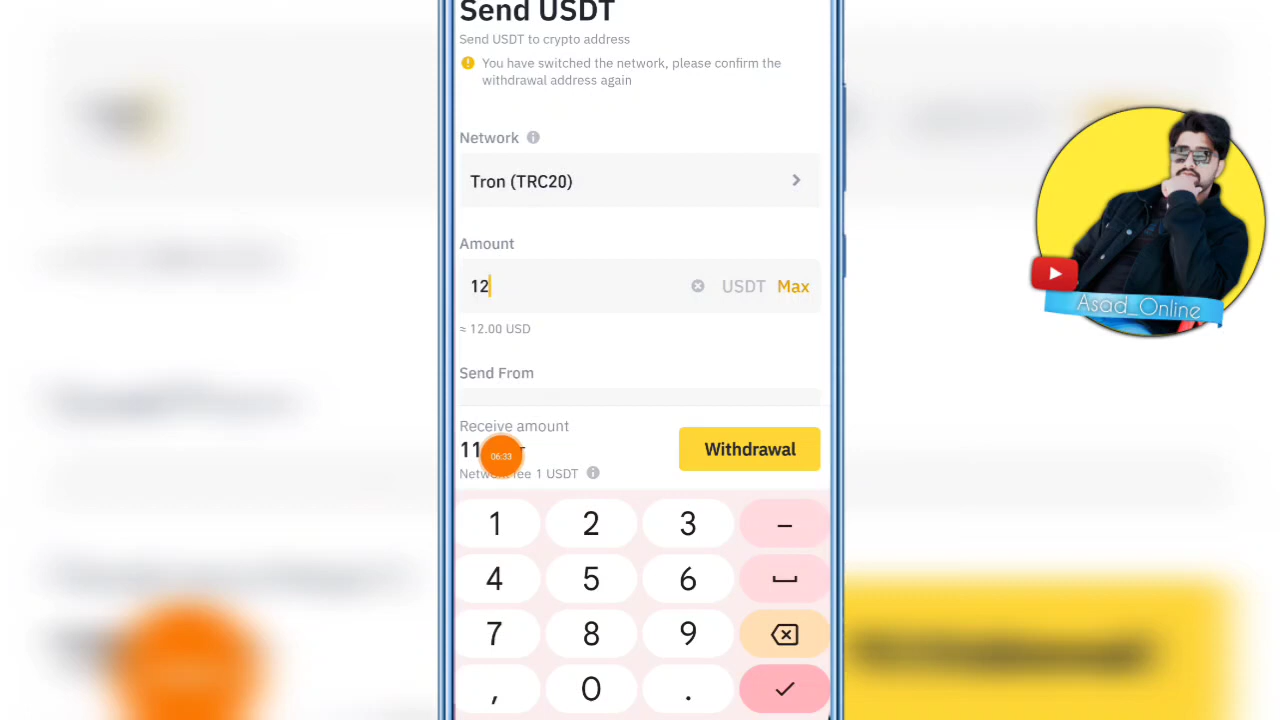 Send USDT
Send USDT to crypto address
You have switched the network, please confirm the
withdrawal address again
Network
Tron (TRC20)
Amount
12
USDT Max
≈ 12.00 USD
Send From
Receive amount
11
Withdrawal
06:33
fee 1 USDT
1 2 3 –
4 5 6
7 8 9
, 0 .
Asad_Online